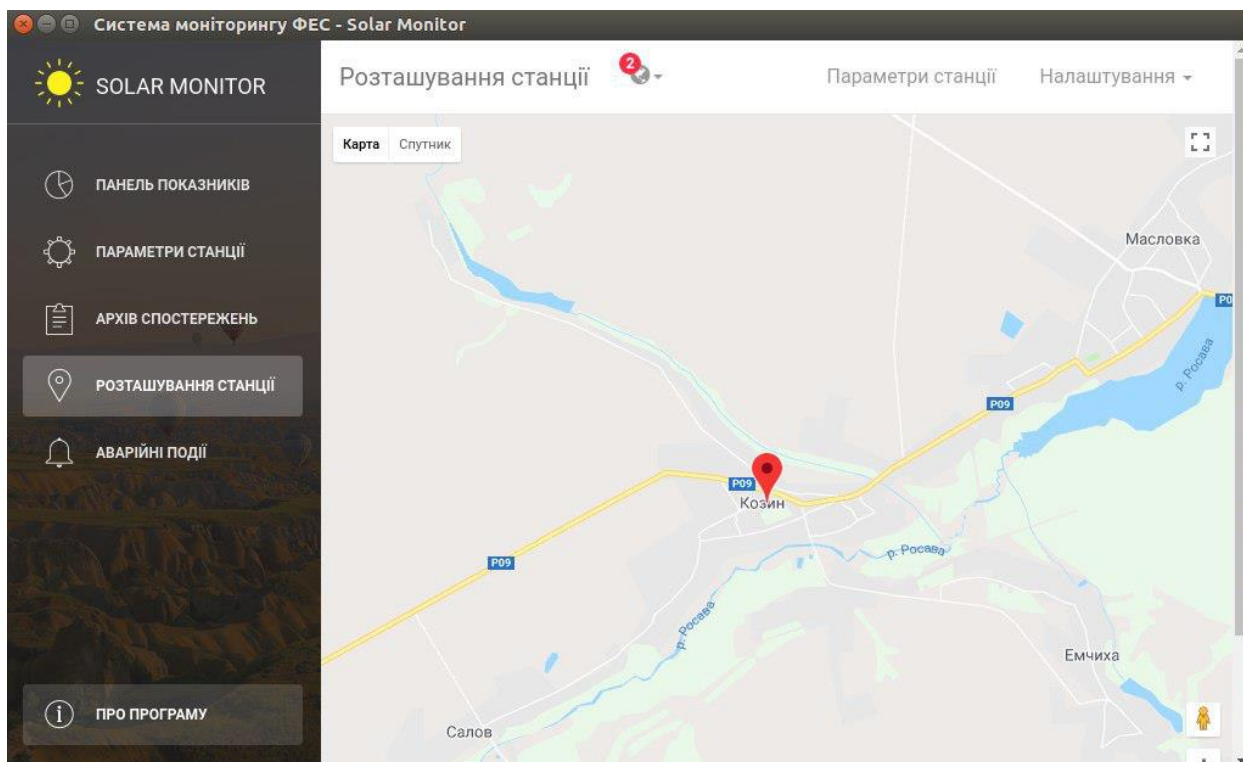 Система моніторингу ФЕС - Solar Monitor
SOLAR MONITOR
Розташування станції
2
Параметри станції
Налаштування
ПАНЕЛЬ ПОКАЗНИКІВ
ПАРАМЕТРИ СТАНЦІЇ
АРХІВ СПОСТЕРЕЖЕНЬ
РОЗТАШУВАННЯ СТАНЦІЇ
АВАРІЙНІ ПОДІЇ
ПРО ПРОГРАМУ
Карта Спутник
Масловка
р. Росава
P09
P09
Козин
р. Росава
P09
р. Росава
Емчиха
Салов